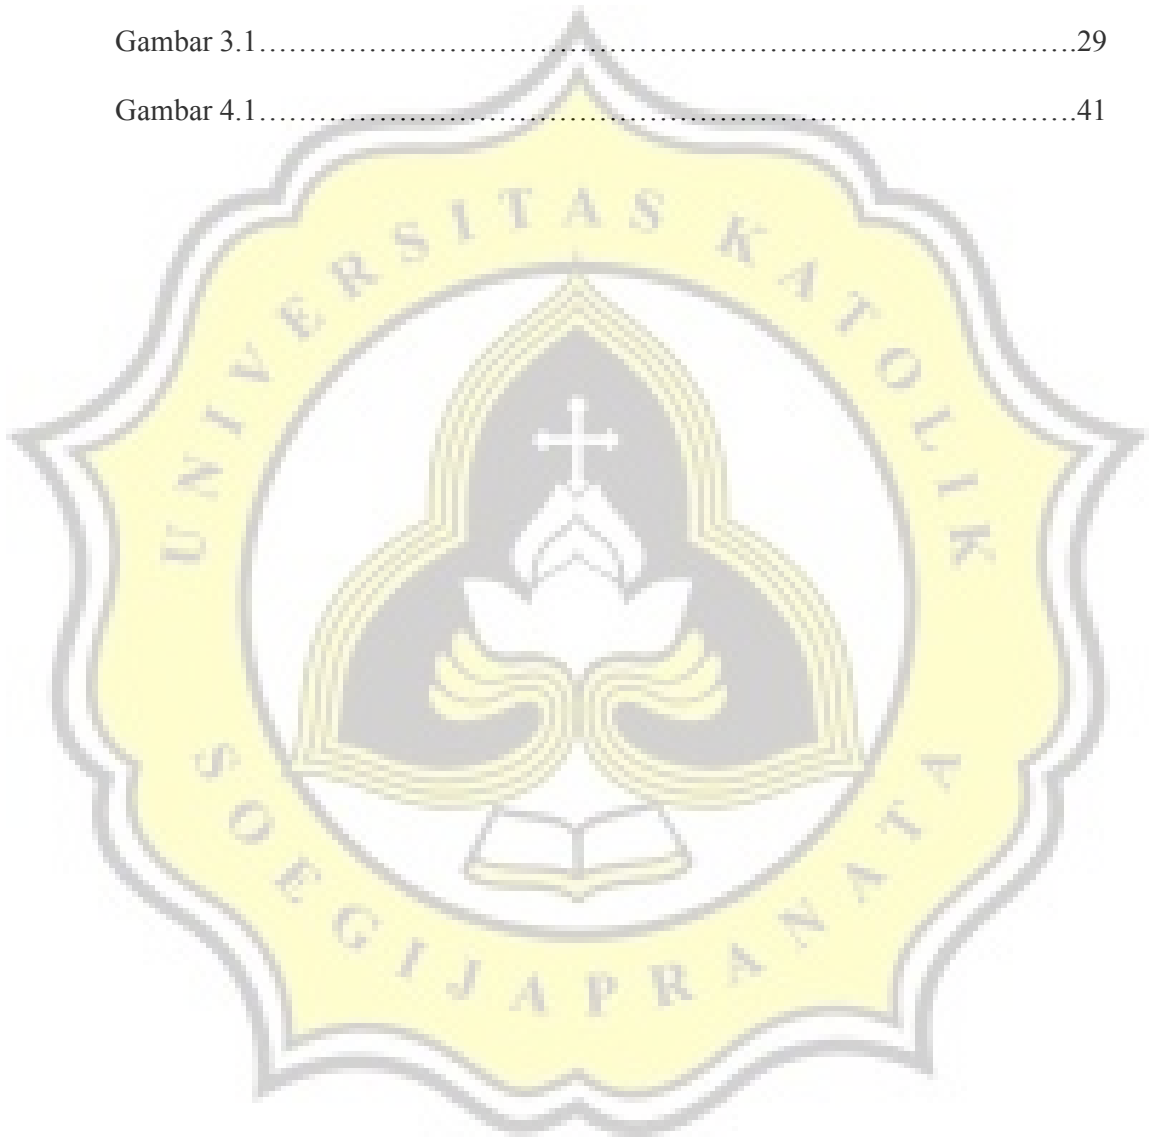 Gambar 3.1……………………………………………………………………….29
Gambar 4.1……………………………………………………………………….41
UNIVERSITAS KATOLIK
SOEGIJAPRANATA